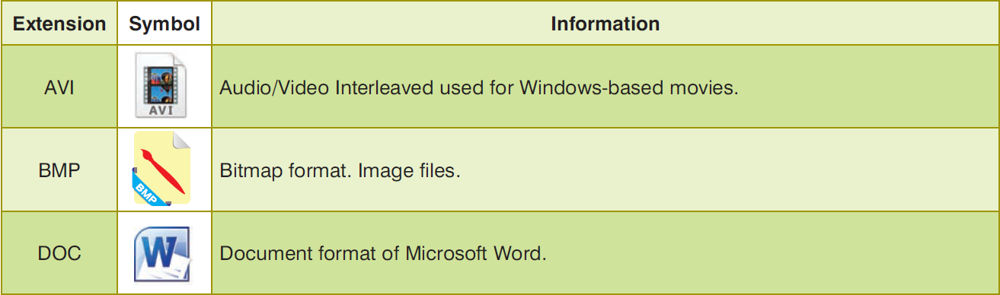 Extension Symbol Information
AVI AVI Audio/Video Interleaved used for Windows-based movies.
BMP BMP Bitmap format. Image files.
DOC W Document format of Microsoft Word.